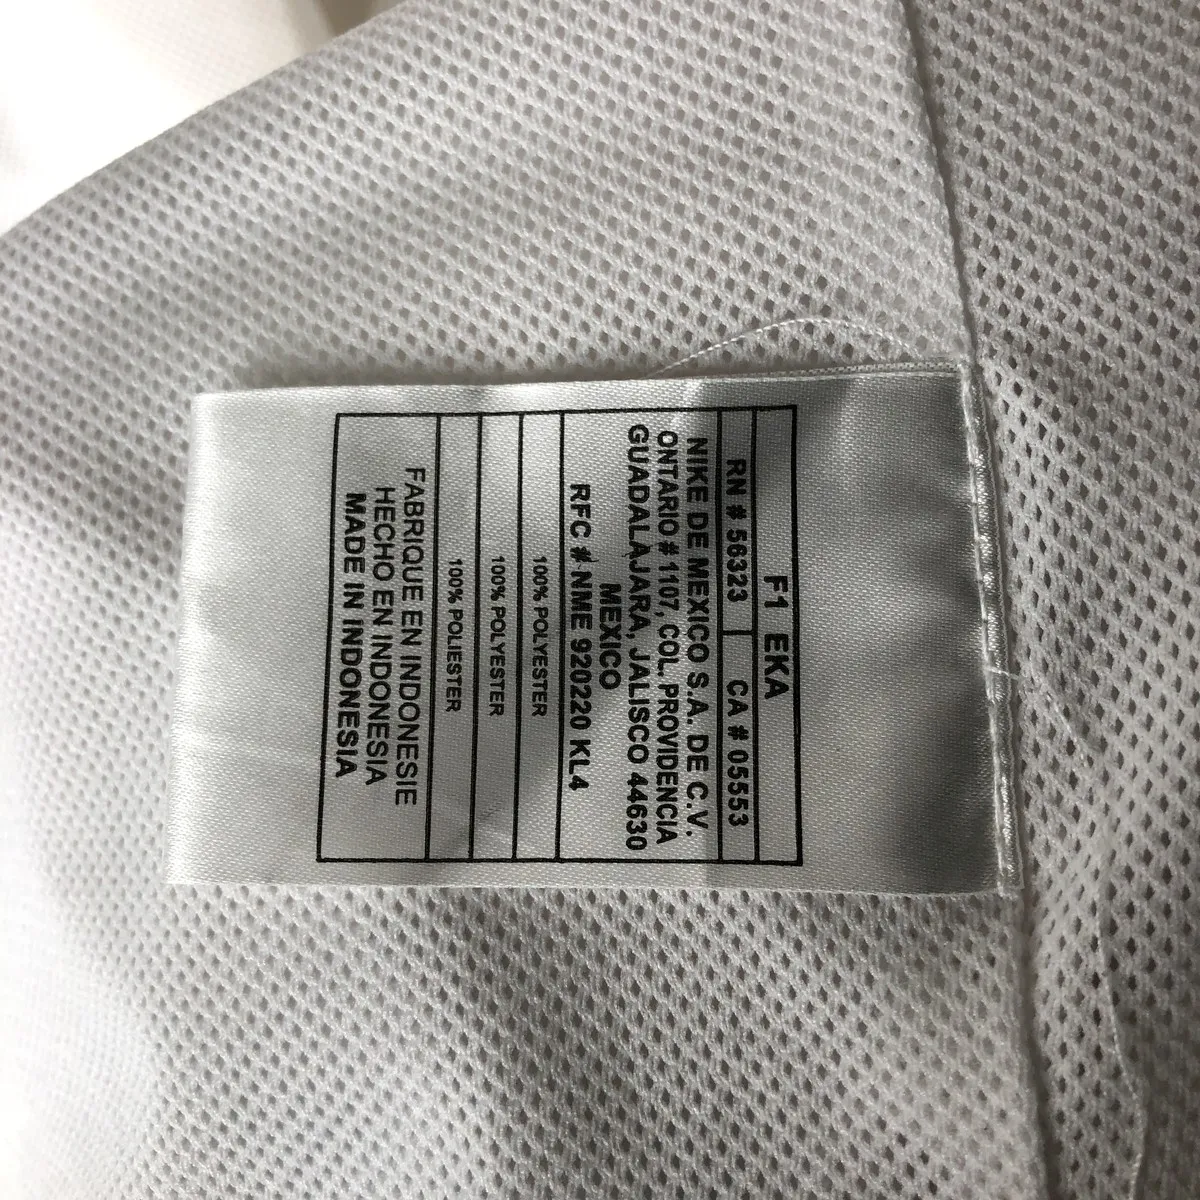 F1 EKA
RN # 56323 CA # 05553
NIKE DE MEXICO S.A. DE C.V.
ONTARIO # 1107, COL. PROVIDENCIA
GUADALAJARA, JALISCO 44630
MEXICO
RFC # NME 920220 KL4
100% POLYESTER
100% POLYESTER
100% POLIESTER
FABRIQUE EN INDONESIE
HECHO EN INDONESIA
MADE IN INDONESIA